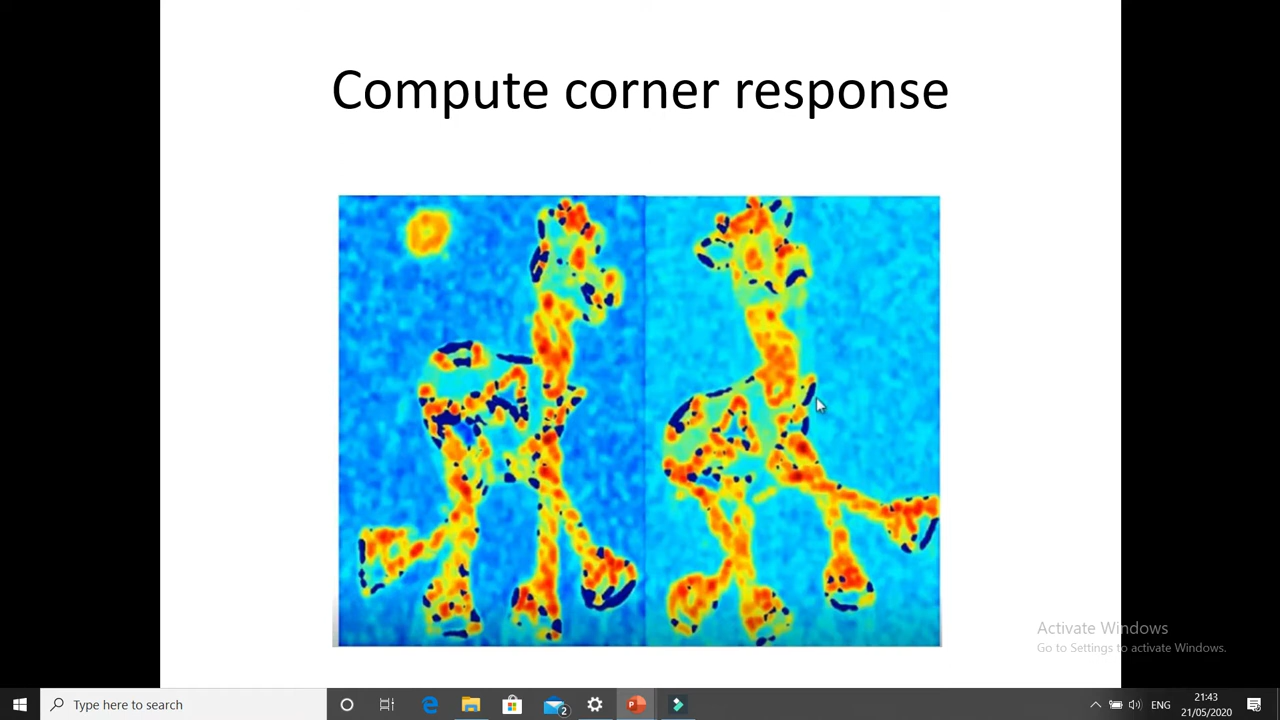 Compute corner response
Activate Windows
Go to Settings to activate Windows.
Type here to search
2
ENG
21:43
21/05/2020